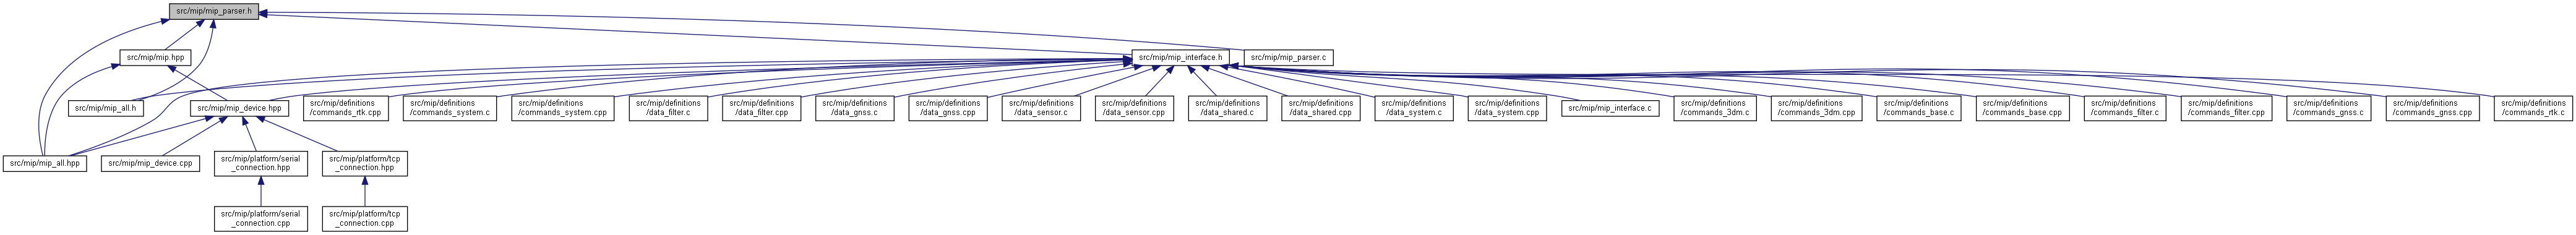 src/mip/mip_parser.h
src/mip/mip.hpp
src/mip/mip_interface.h
src/mip/mip_parser.c
src/mip/mip_all.h
src/mip/mip_device.hpp
src/mip/definitions
/commands_rtk.cpp
src/mip/definitions
/commands_system.c
src/mip/definitions
/commands_system.cpp
src/mip/definitions
/data_filter.c
src/mip/definitions
/data_filter.cpp
src/mip/definitions
/data_gnss.c
src/mip/definitions
/data_gnss.cpp
src/mip/definitions
/data_sensor.c
src/mip/definitions
/data_sensor.cpp
src/mip/definitions
/data_shared.c
src/mip/definitions
/data_shared.cpp
src/mip/definitions
/data_system.c
src/mip/definitions
/data_system.cpp
src/mip/mip_interface.c
src/mip/definitions
/commands_3dm.c
src/mip/definitions
/commands_3dm.cpp
src/mip/definitions
/commands_base.c
src/mip/definitions
/commands_base.cpp
src/mip/definitions
/commands_filter.c
src/mip/definitions
/commands_filter.cpp
src/mip/definitions
/commands_gnss.c
src/mip/definitions
/commands_gnss.cpp
src/mip/definitions
/commands_rtk.c
src/mip/mip_all.hpp
src/mip/mip_device.cpp
src/mip/platform/serial
_connection.hpp
src/mip/platform/tcp
_connection.hpp
src/mip/platform/serial
_connection.cpp
src/mip/platform/tcp
_connection.cpp